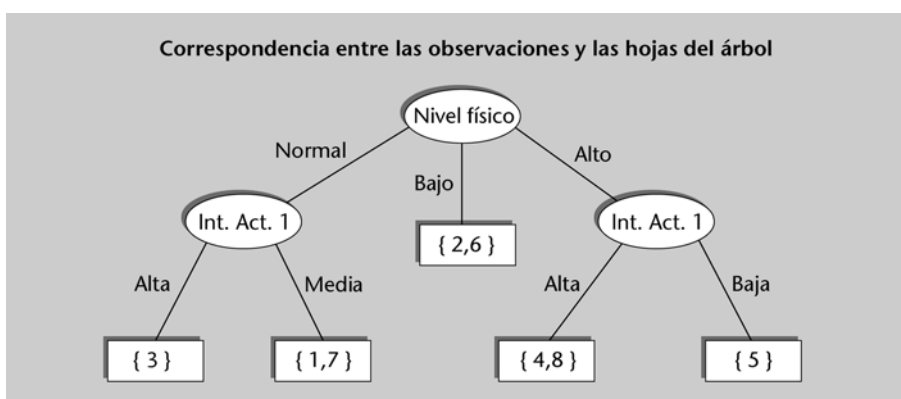 Correspondencia entre las observaciones y las hojas del árbol
Nivel físico
Normal
Bajo
Alto
Int. Act. 1
{ 2,6 }
Int. Act. 1
Alta
Media
Alta
Baja
{ 3 }
{ 1,7 }
{ 4,8 }
{ 5 }